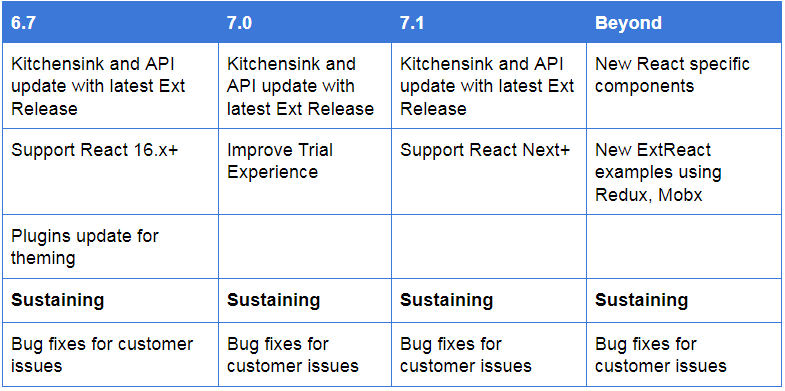 6.7
7.0
7.1
Beyond
Kitchensink and API
update with latest Ext
Release
Kitchensink and
API update with
latest Ext Release
Kitchensink and API
update with latest Ext
Release
New React specific
components
Support React 16.x+
Improve Trial
Experience
Support React Next+
New ExtReact
examples using
Redux, Mobx
Plugins update for
theming
Sustaining
Sustaining
Sustaining
Sustaining
Bug fixes for customer
issues
Bug fixes for
customer issues
Bug fixes for
customer issues
Bug fixes for
customer issues